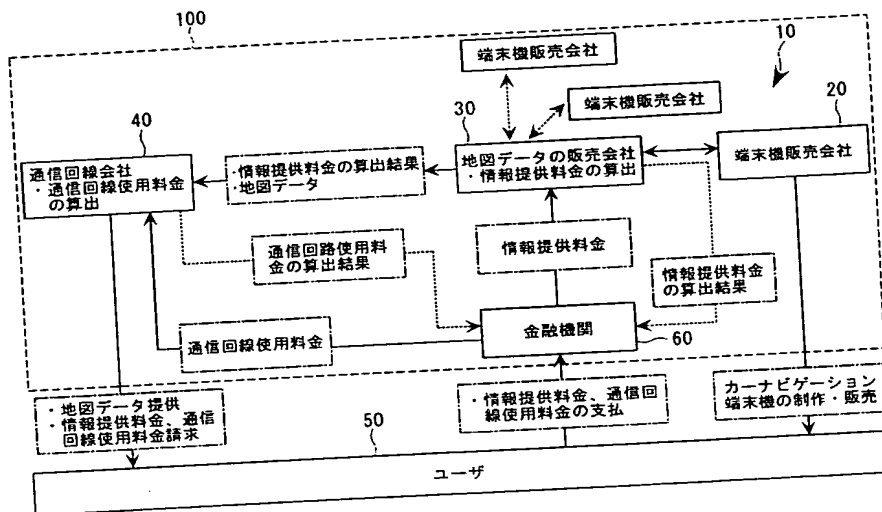 100
端末機販売会社
10
端末機販売会社
20
40
30
通信回線会社
・通信回線使用料金
の算出
・情報提供料金の算出結果
・地図データ
地図データの販売会社
・情報提供料金の算出
端末機販売会社
通信回路使用料
金の算出結果
情報提供料金
情報提供料金
の算出結果
通信回線使用料金
金融機関
60
・地図データ提供
・情報提供料金、通信
回線使用料金請求
・情報提供料金、通信回
線使用料金の支払
カーナビゲーション
端末機の制作・販売
50
ユーザ